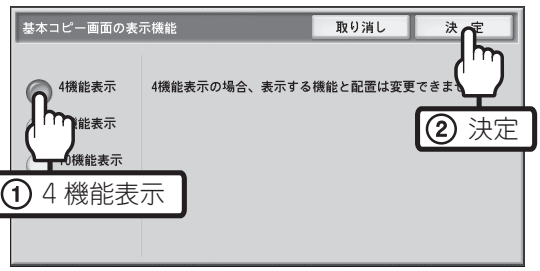 基本コピー画面の表示機能
取り消し
決 定
4機能表示
4機能表示の場合、表示する機能と配置は変更できま
機能表示
10機能表示
② 決定
① 4 機能表示